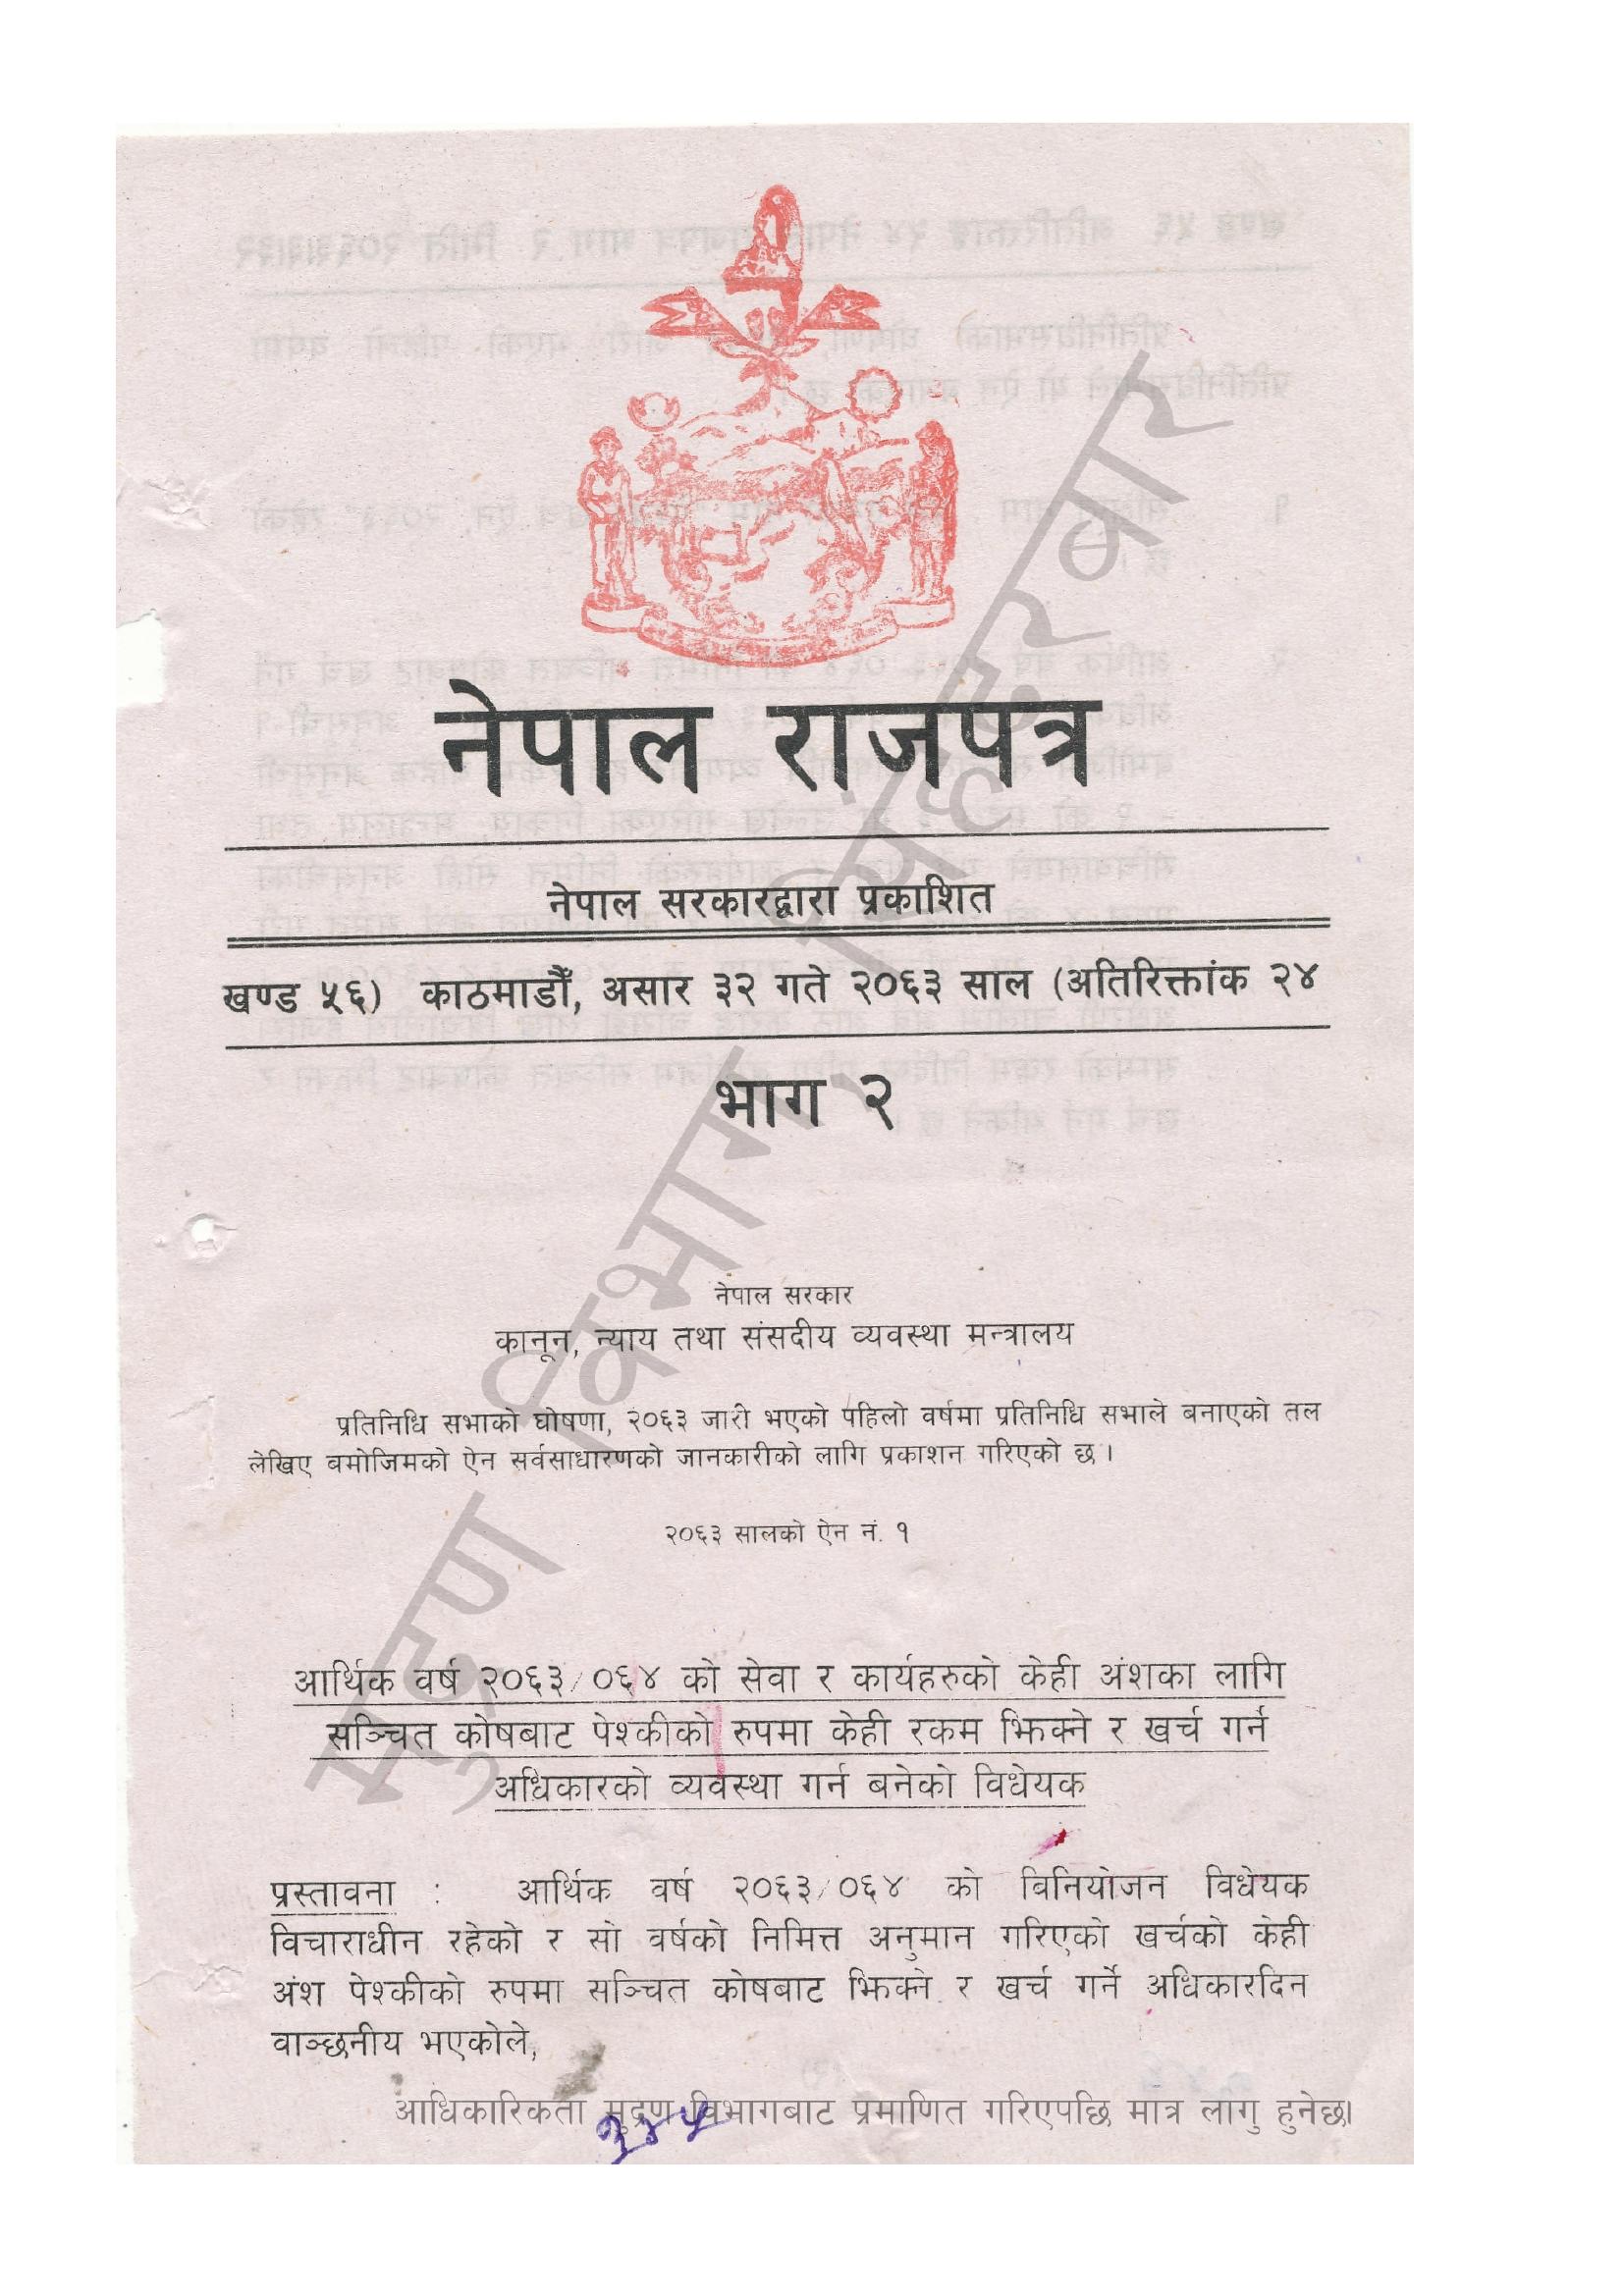 नेपाल राजपत्र
नेपाल सरकारद्वारा प्रकाशित
खण्ड ५६) काठमाडौँ, असार ३२ गते २०६३ साल (अतिरिक्तांक २४
भाग २
नेपाल सरकार
कानून, न्याय तथा संसदीय व्यवस्था मन्त्रालय
प्रतिनिधि सभाको घोषणा, २०६३ जारी भएको पहिलो वर्षमा प्रतिनिधि सभाले बनाएको तल
लेखिए बमोजिमको ऐन सर्वसाधारणको जानकारीको लागि प्रकाशन गरिएको छ ।
२०६३ सालको ऐन नं. १
आर्थिक वर्ष २०६३/०६४ को सेवा र कार्यहरुको केही अंशका लागि
सञ्चित कोषबाट पेश्कीको रुपमा केही रकम झिक्ने र खर्च गर्न
अधिकारको व्यवस्था गर्न बनेको विधेयक
प्रस्तावना : आर्थिक वर्ष २०६३/०६४ को विनियोजन विधेयक
विचाराधीन रहेको र सो वर्षको निमित्त अनुमान गरिएको खर्चको केही
अंश पेश्कीको रुपमा सञ्चित कोषबाट झिक्ने र खर्च गर्ने अधिकारदिन
वाञ्छनीय भएकोले,
आधिकारिकता मुद्रण विभागबाट प्रमाणित गरिएपछि मात्र लागु हुनेछ।
मुद्रण विभाग, सिंहदरबार